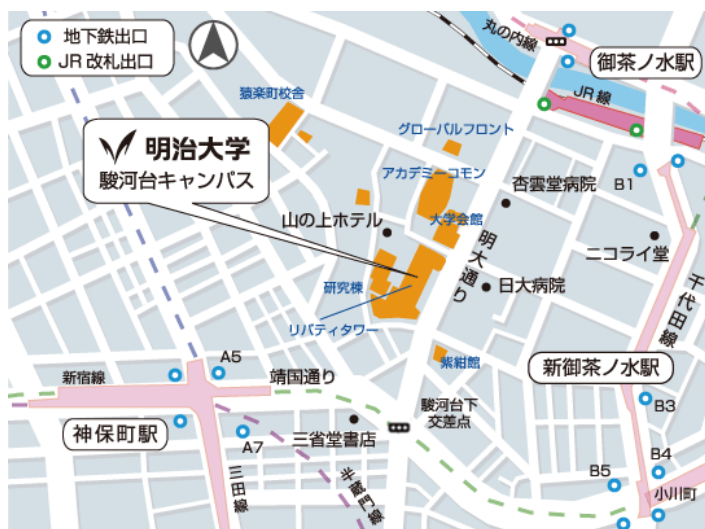 地下鉄出口
JR 改札出口
丸の内線
御茶ノ水駅
JR 線
猿楽町校舎
グローバルフロント
明治大学
駿河台キャンパス
アカデミーコモン
杏雲堂病院
B1
大学会館
山の上ホテル
明大通り
ニコライ堂
研究棟
日大病院
千代田線
リバティタワー
紫紺館
新御茶ノ水駅
A5
新宿線
靖国通り
駿河台下
交差点
B3
神保町駅
A7
三省堂書店
三田線
半蔵門線
B4
B5
小川町